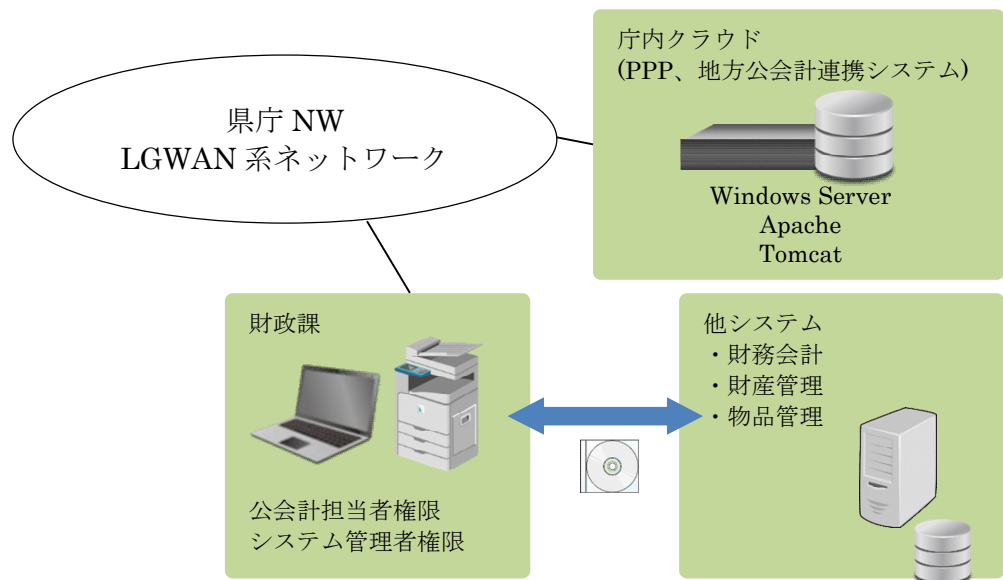 庁内クラウド
(PPP、地方公会計連携システム)
県庁 NW
LGWAN 系ネットワーク
Windows Server
Apache
Tomcat
財政課
公会計担当者権限
システム管理者権限
他システム
・財務会計
・財産管理
・物品管理